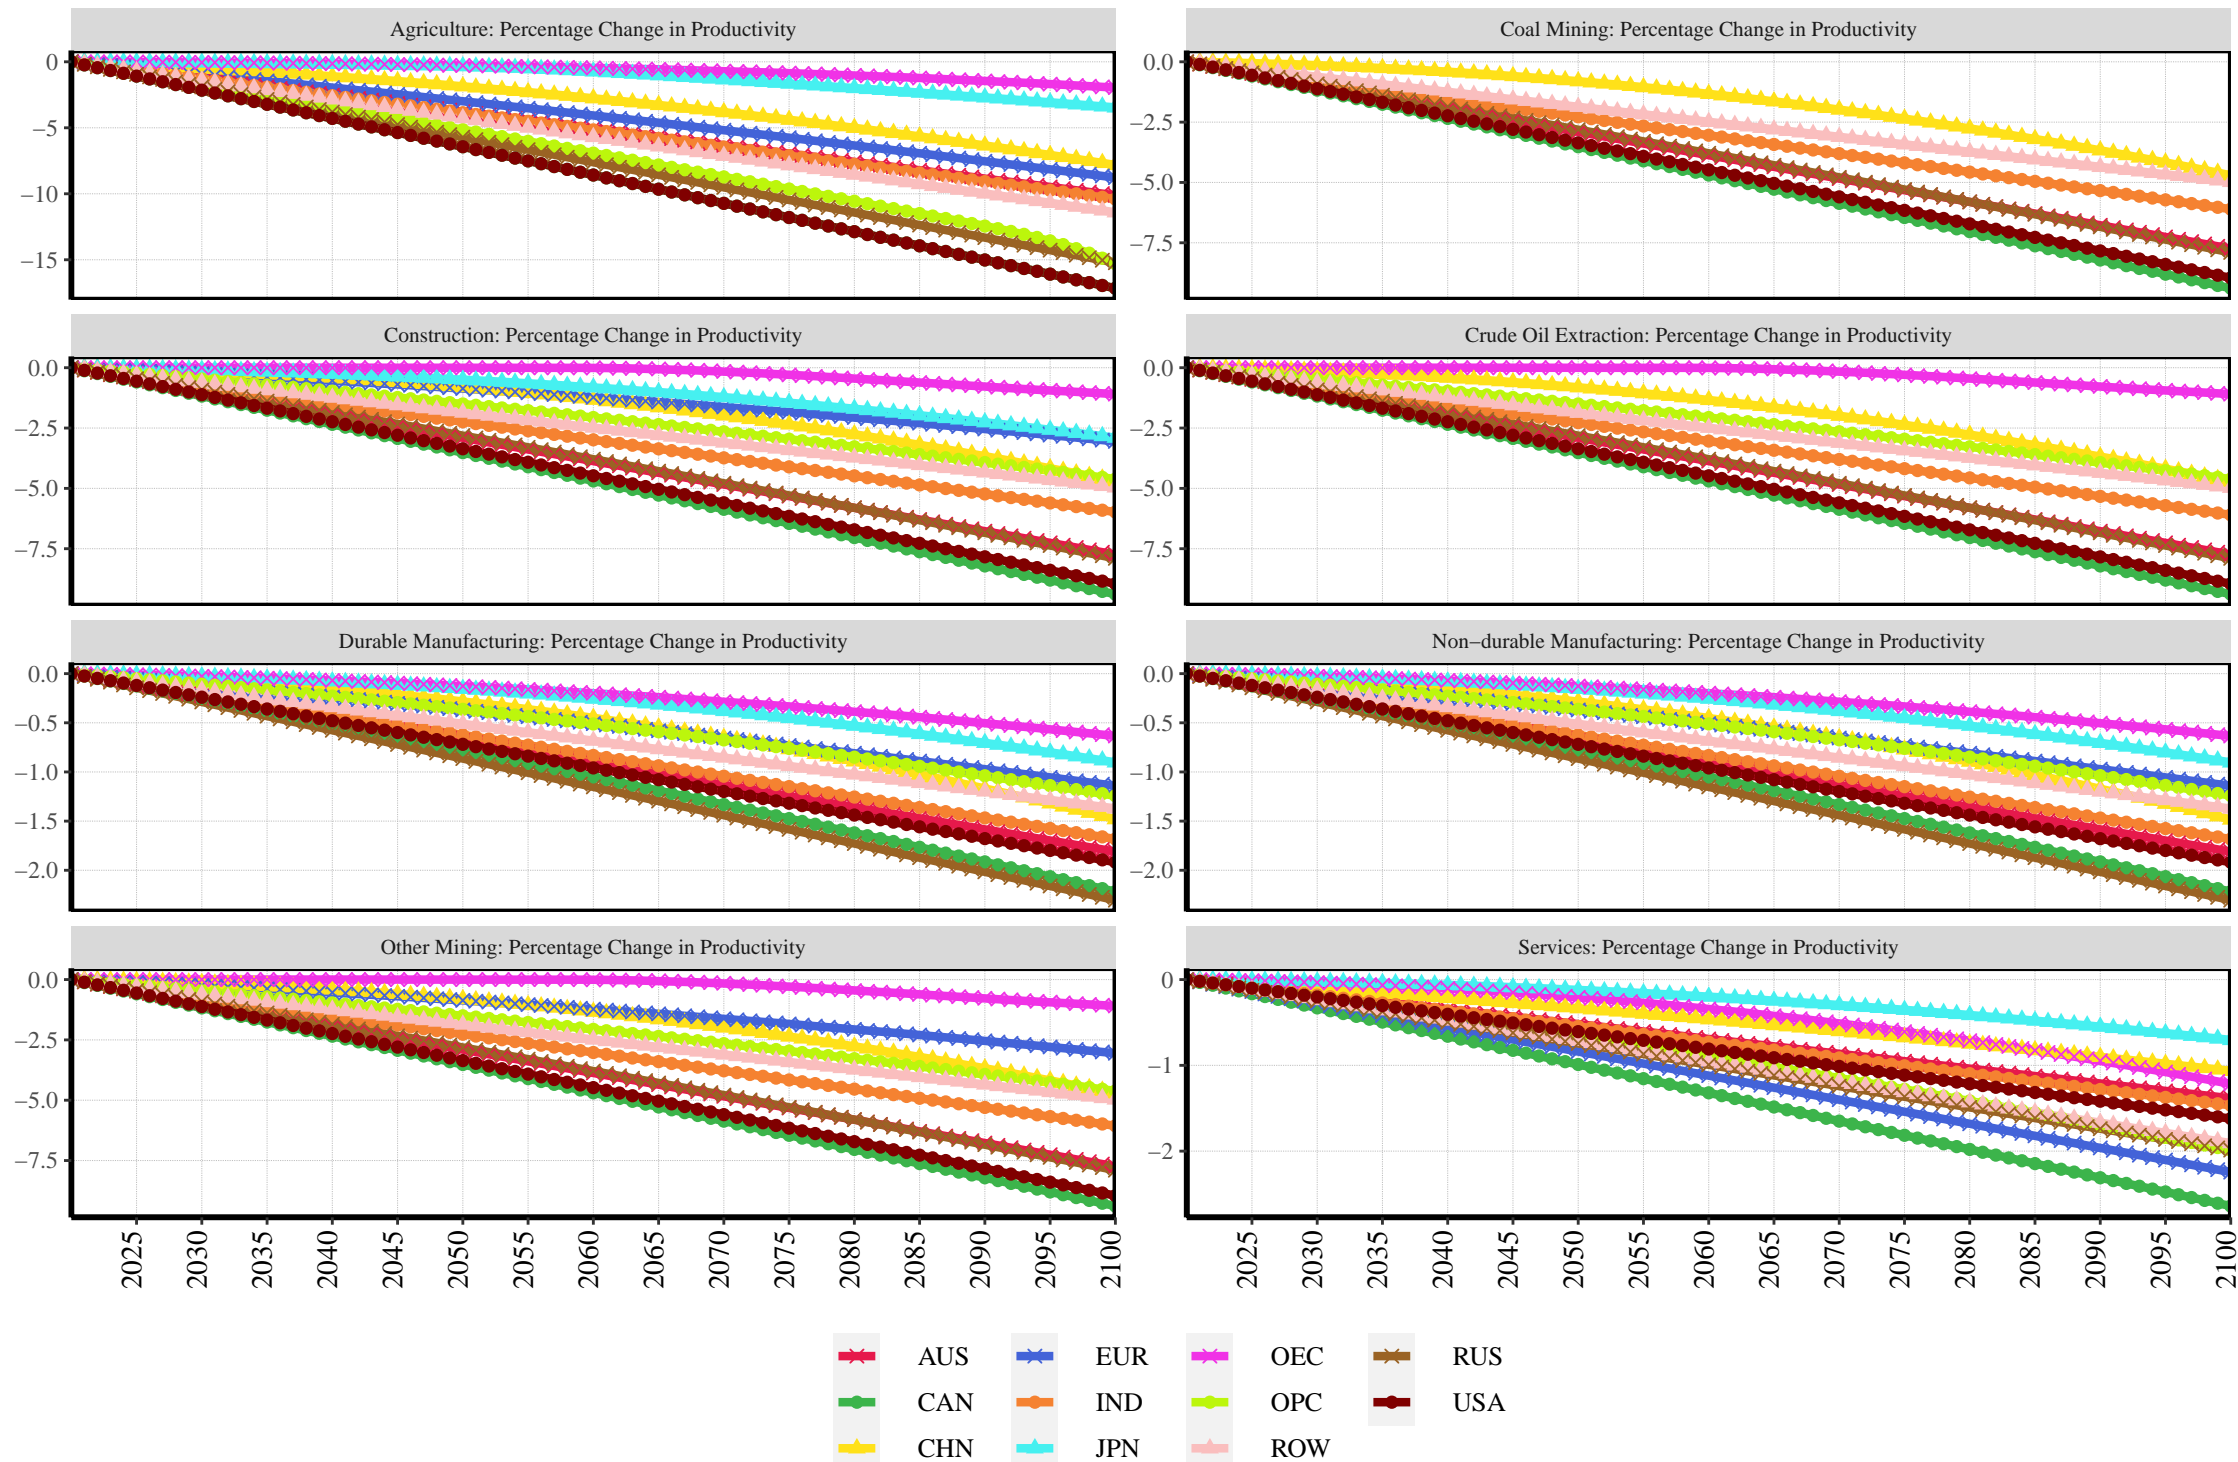 Agriculture: Percentage Change in Productivity
0
−5
−10
−15
Coal Mining: Percentage Change in Productivity
0.0
−2.5
−5.0
−7.5
Construction: Percentage Change in Productivity
0.0
−2.5
−5.0
−7.5
Crude Oil Extraction: Percentage Change in Productivity
0.0
−2.5
−5.0
−7.5
Durable Manufacturing: Percentage Change in Productivity
0.0
−0.5
−1.0
−1.5
−2.0
Non−durable Manufacturing: Percentage Change in Productivity
0.0
−0.5
−1.0
−1.5
−2.0
Other Mining: Percentage Change in Productivity
0.0
−2.5
−5.0
−7.5
Services: Percentage Change in Productivity
0
−1
−2
2025 2030 2035 2040 2045 2050 2055 2060 2065 2070 2075 2080 2085 2090 2095 2100
2025 2030 2035 2040 2045 2050 2055 2060 2065 2070 2075 2080 2085 2090 2095 2100
AUS EUR OEC RUS
CAN IND OPC USA
CHN JPN ROW